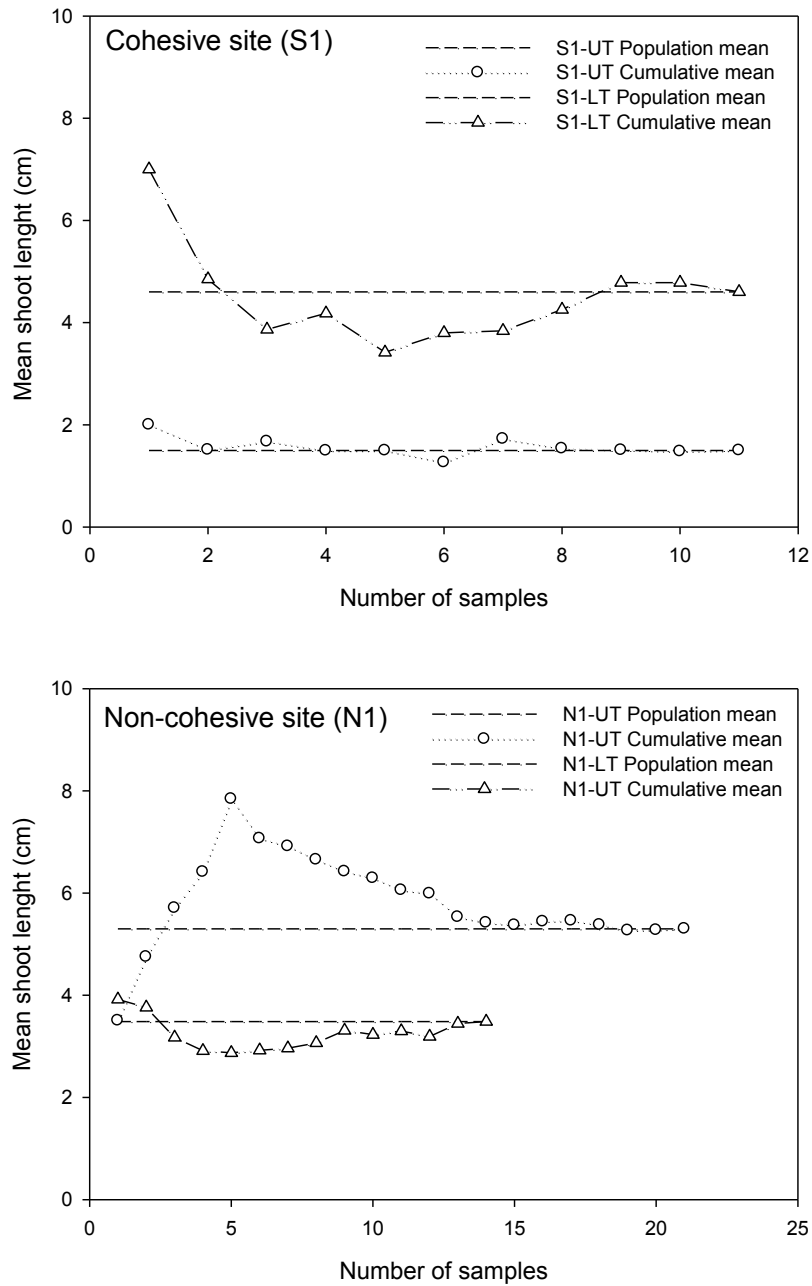 Cohesive site (S1)
S1-UT Population mean
S1-UT Cumulative mean
S1-LT Population mean
S1-LT Cumulative mean
10
8
6
4
2
0
Mean shoot lenght (cm)
0 2 4 6 8 10 12
Number of samples
Non-cohesive site (N1)
N1-UT Population mean
N1-UT Cumulative mean
N1-LT Population mean
N1-UT Cumulative mean
10
8
6
4
2
0
Mean shoot lenght (cm)
0 5 10 15 20 25
Number of samples